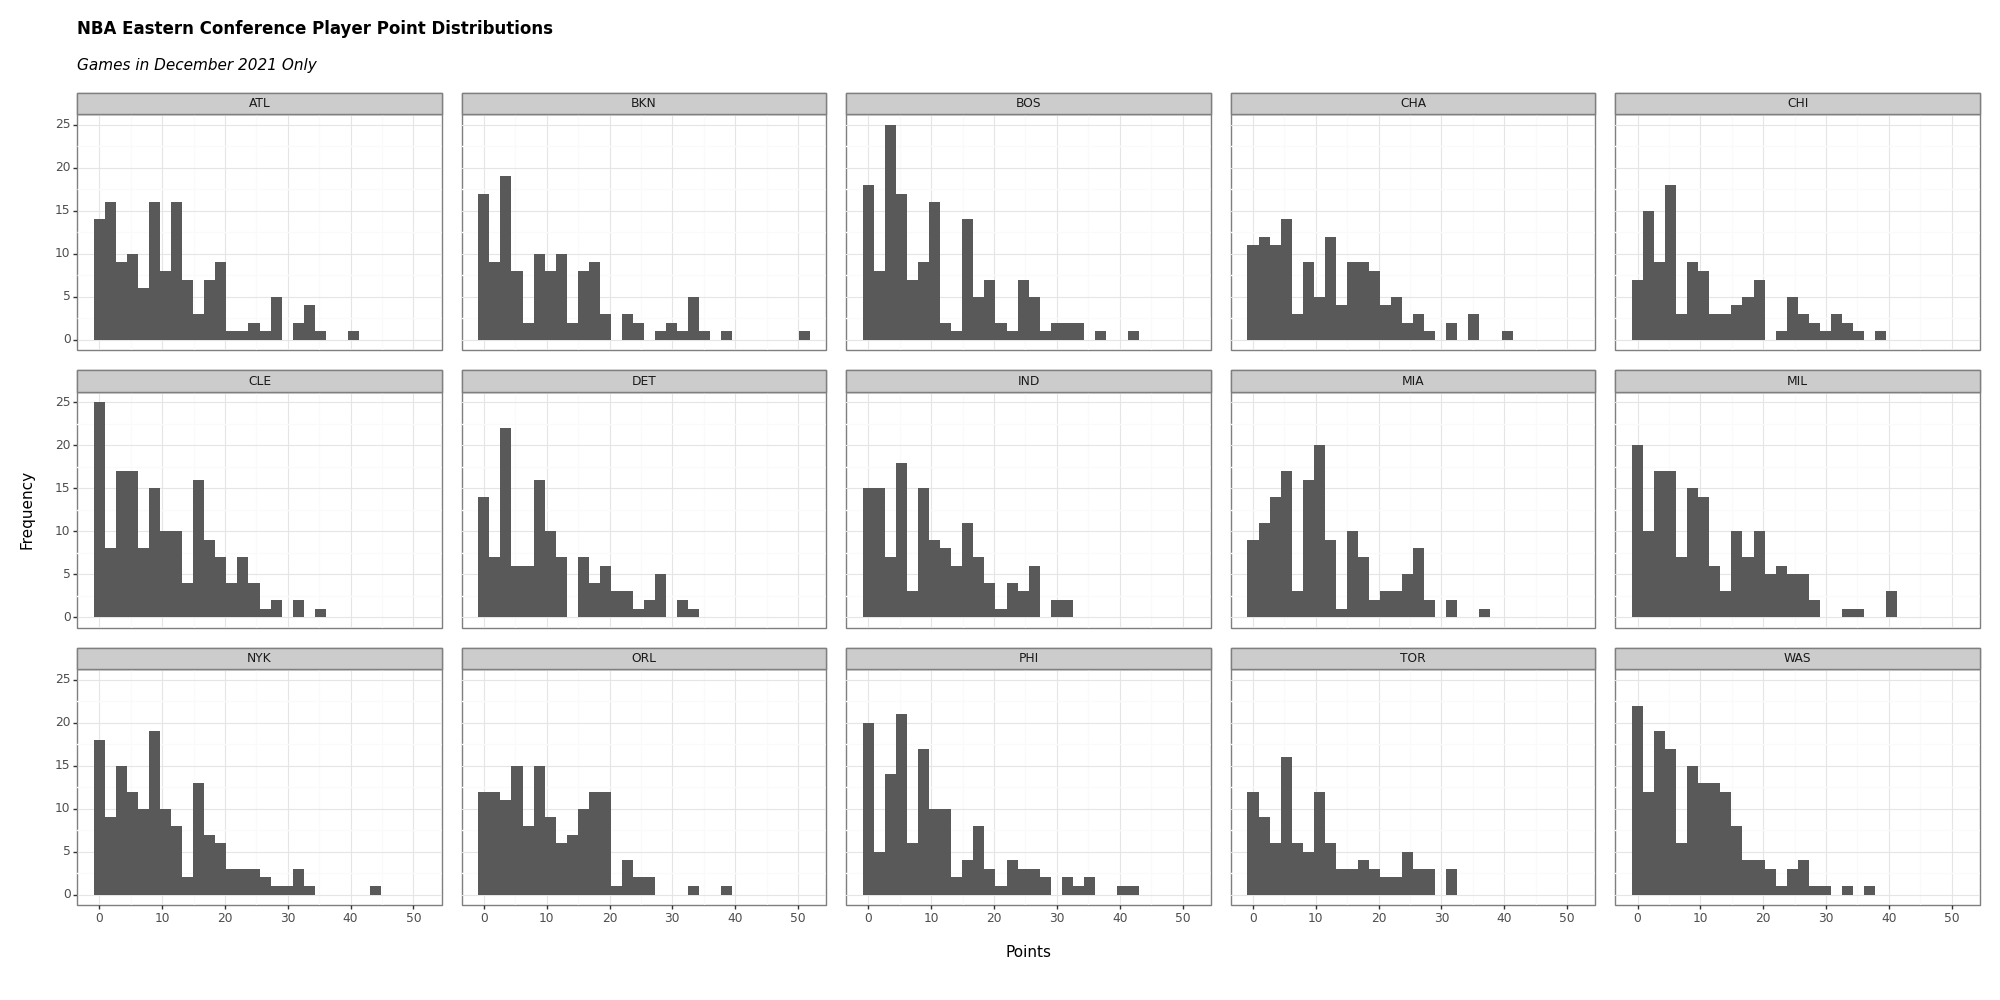 NBA Eastern Conference Player Point Distributions
Games in December 2021 Only
ATL BKN BOS CHA CHI
25
20
15
10
5
0
CLE DET IND MIA MIL
25
20
15
10
5
0
Frequency
NYK ORL PHI TOR WAS
25
20
15
10
5
0
0 10 20 30 40 50 0 10 20 30 40 50 0 10 20 30 40 50 0 10 20 30 40 50 0 10 20 30 40 50
Points